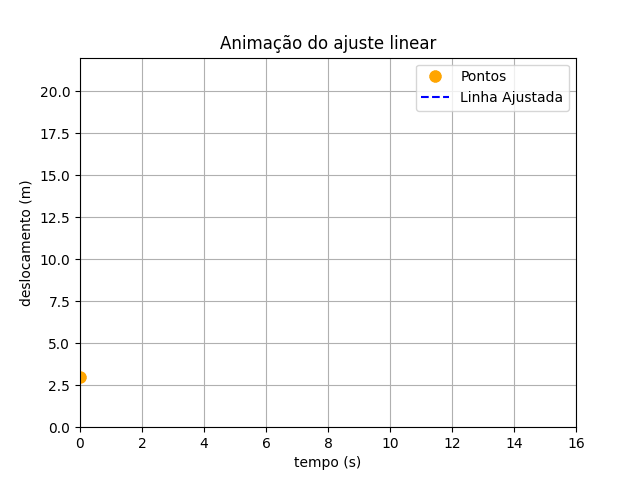 Animação do ajuste linear
Pontos
Linha Ajustada
deslocamento (m)
20.0
17.5
15.0
12.5
10.0
7.5
5.0
2.5
0.0
0 2 4 6 8 10 12 14 16
tempo (s)